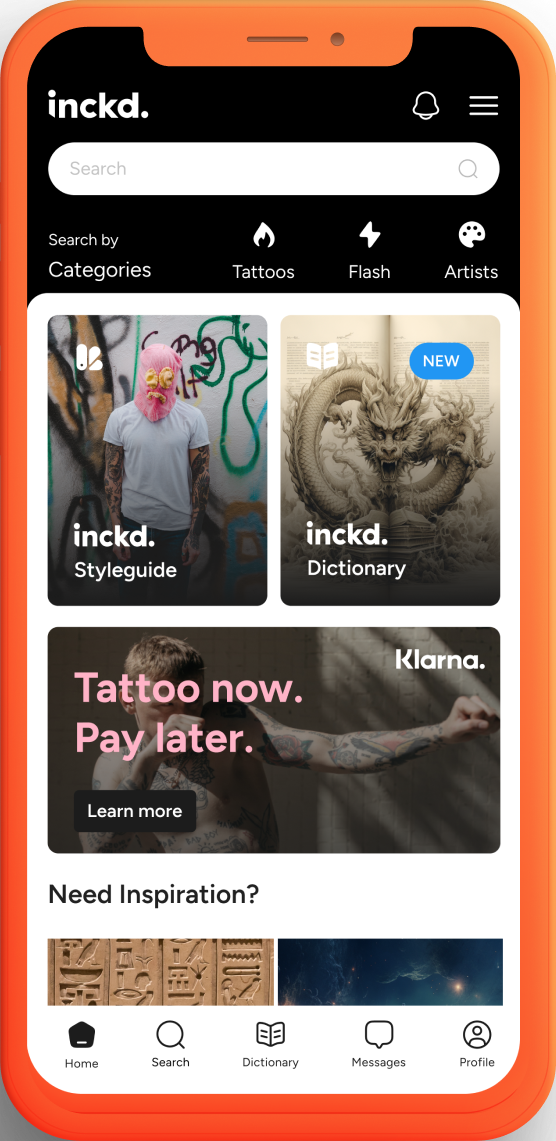 inckd.
Search
Search by
Categories
Tattoos
Flash
Artists
NEW
inckd.
Styleguide
inckd.
Dictionary
Klarna.
Tattoo now.
Pay later.
Learn more
Need Inspiration?
Home
Search
Dictionary
Messages
Profile